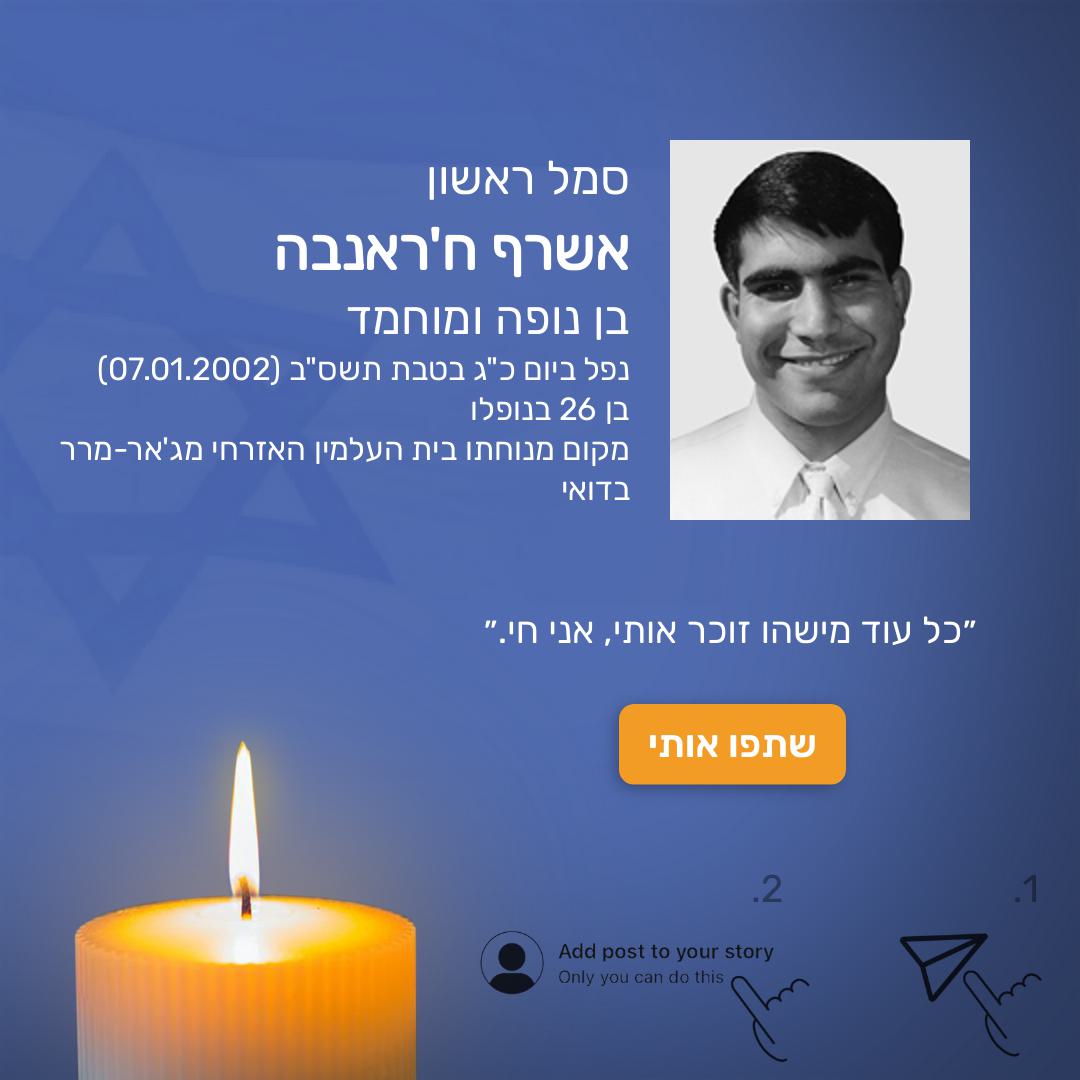 סמל ראשון
אשרף ח'ראנבה
בן נופה ומוחמד
נפל ביום כ"ג בטבת תשס"ב (07.01.2002)
בן 26 בנופלו
מקום מנוחתו בית העלמין האזרחי מג'אר-מרר
בדואי
״כל עוד מישהו זוכר אותי, אני חי.״
שתפו אותי
.1
.2
Add post to your story
Only you can do this